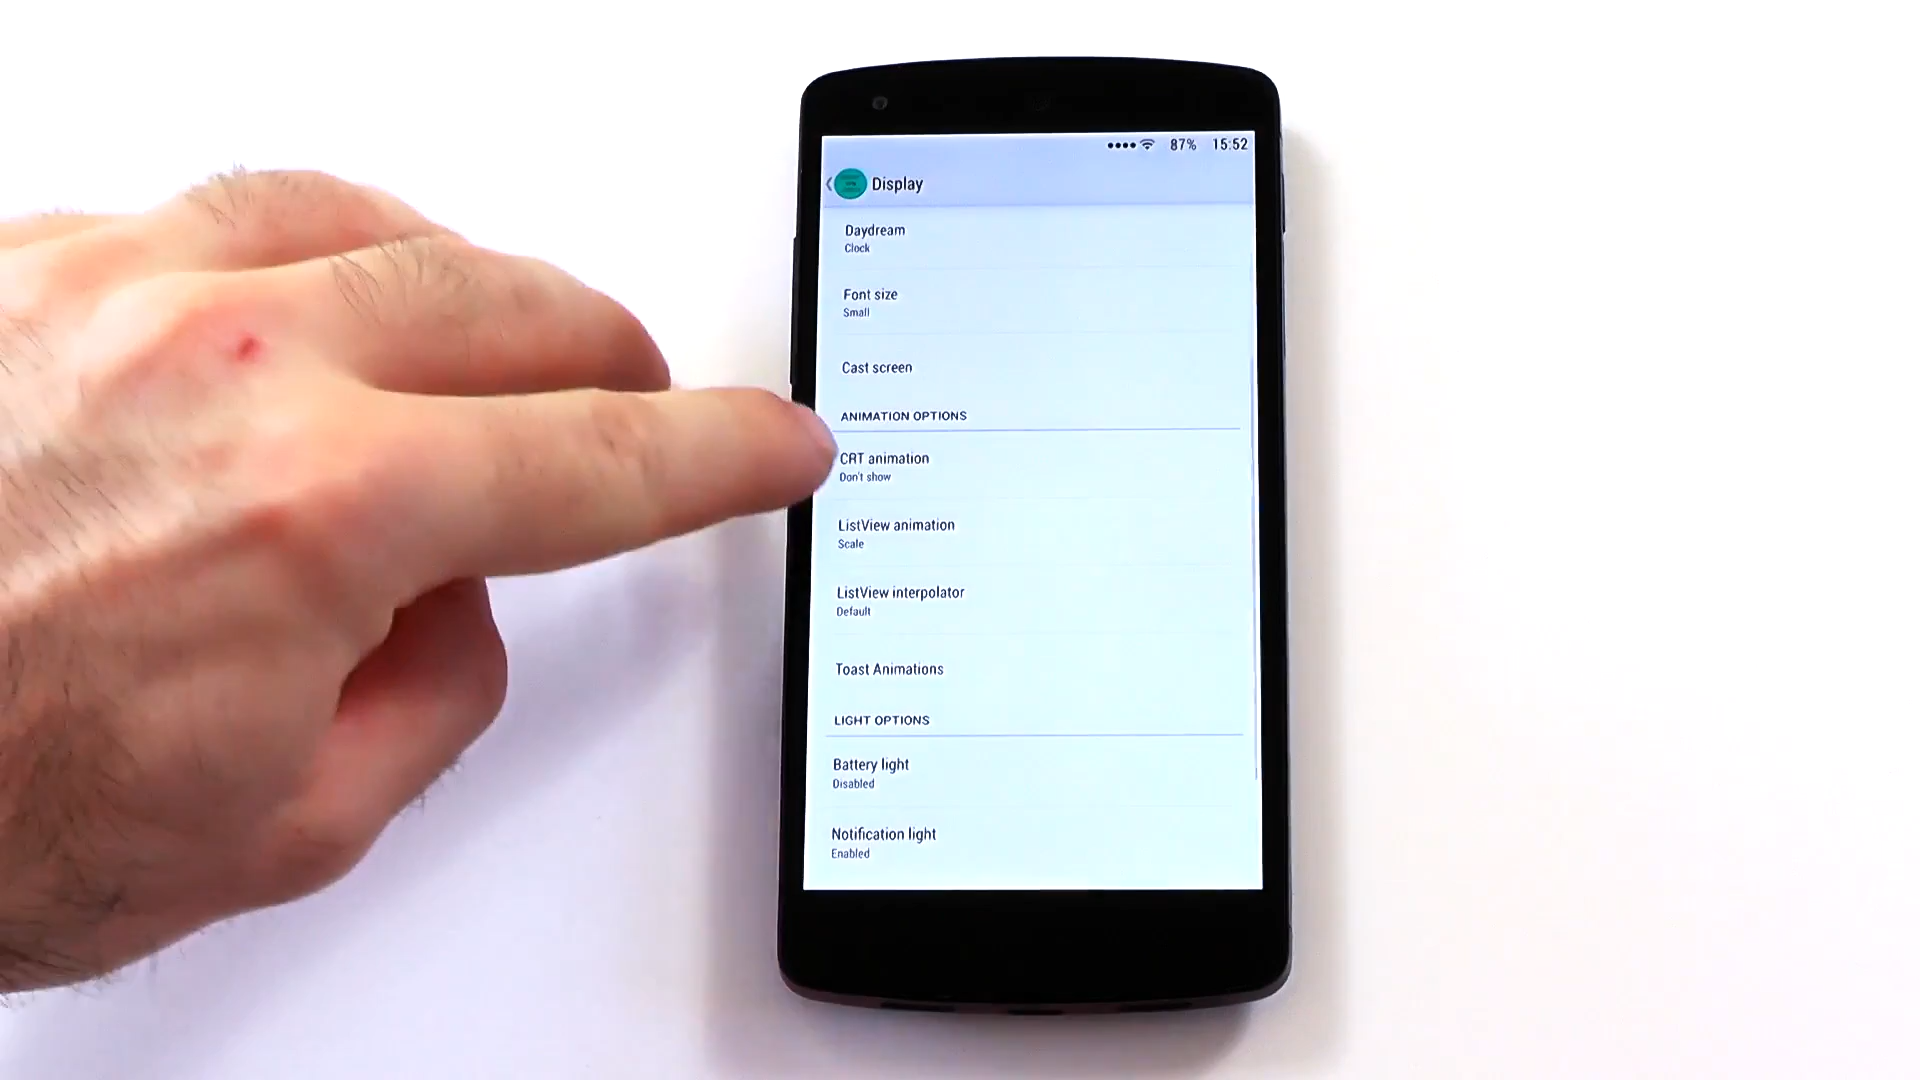 87% 15:52
Display
Daydream
Clock
Font size
Small
Cast screen
ANIMATION OPTIONS
CRT animation
Don't show
ListView animation
Scale
ListView interpolator
Default
Toast Animations
LIGHT OPTIONS
Battery light
Disabled
Notification light
Enabled